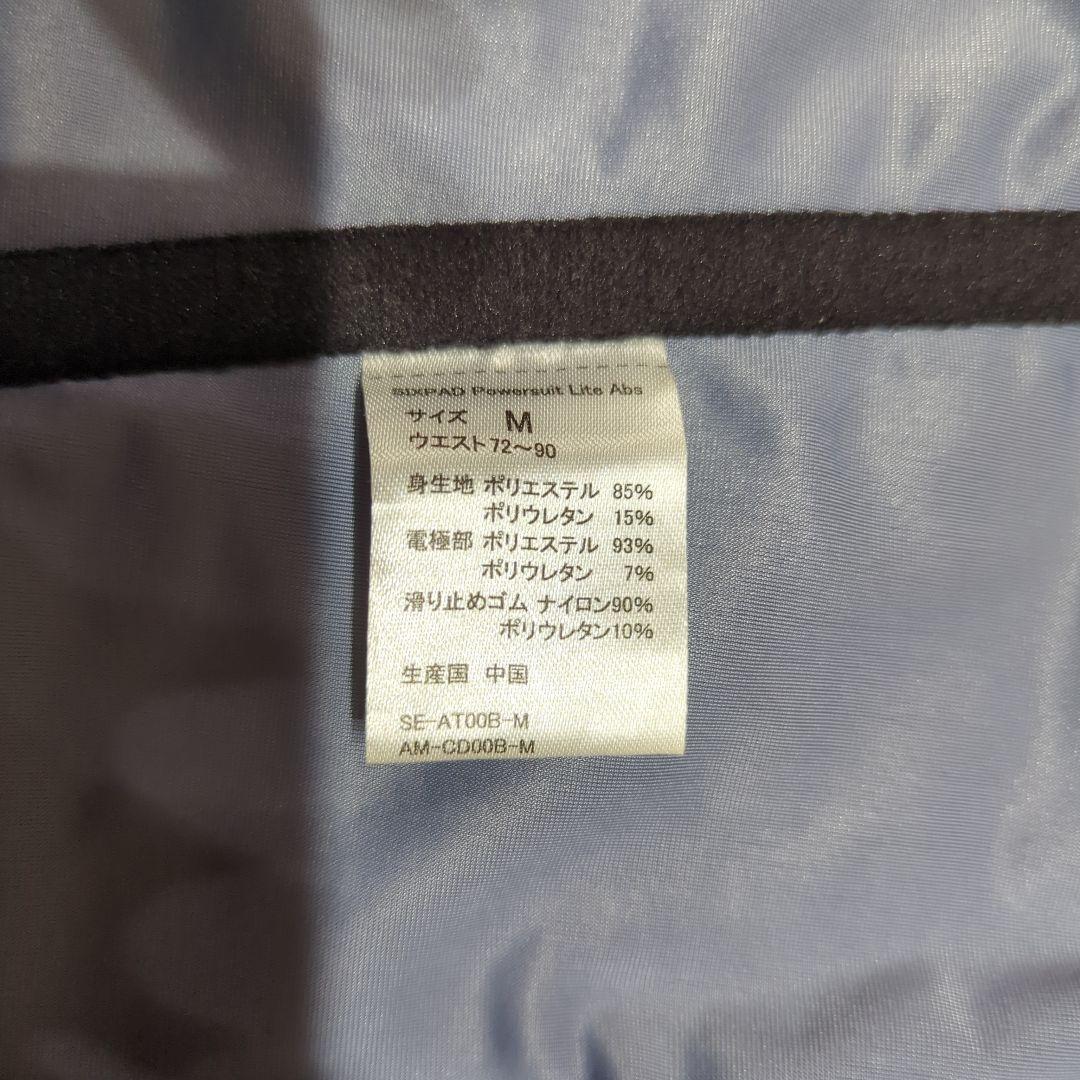 SIXPAD Powersuit Lite Abs
サイズ M
ウエスト72～90
身生地 ポリエステル 85%
ポリウレタン 15%
電極部 ポリエステル 93%
ポリウレタン 7%
滑り止めゴム ナイロン90%
ポリウレタン10%
生産国 中国
SE-AT00B-M
AM-CD00B-M